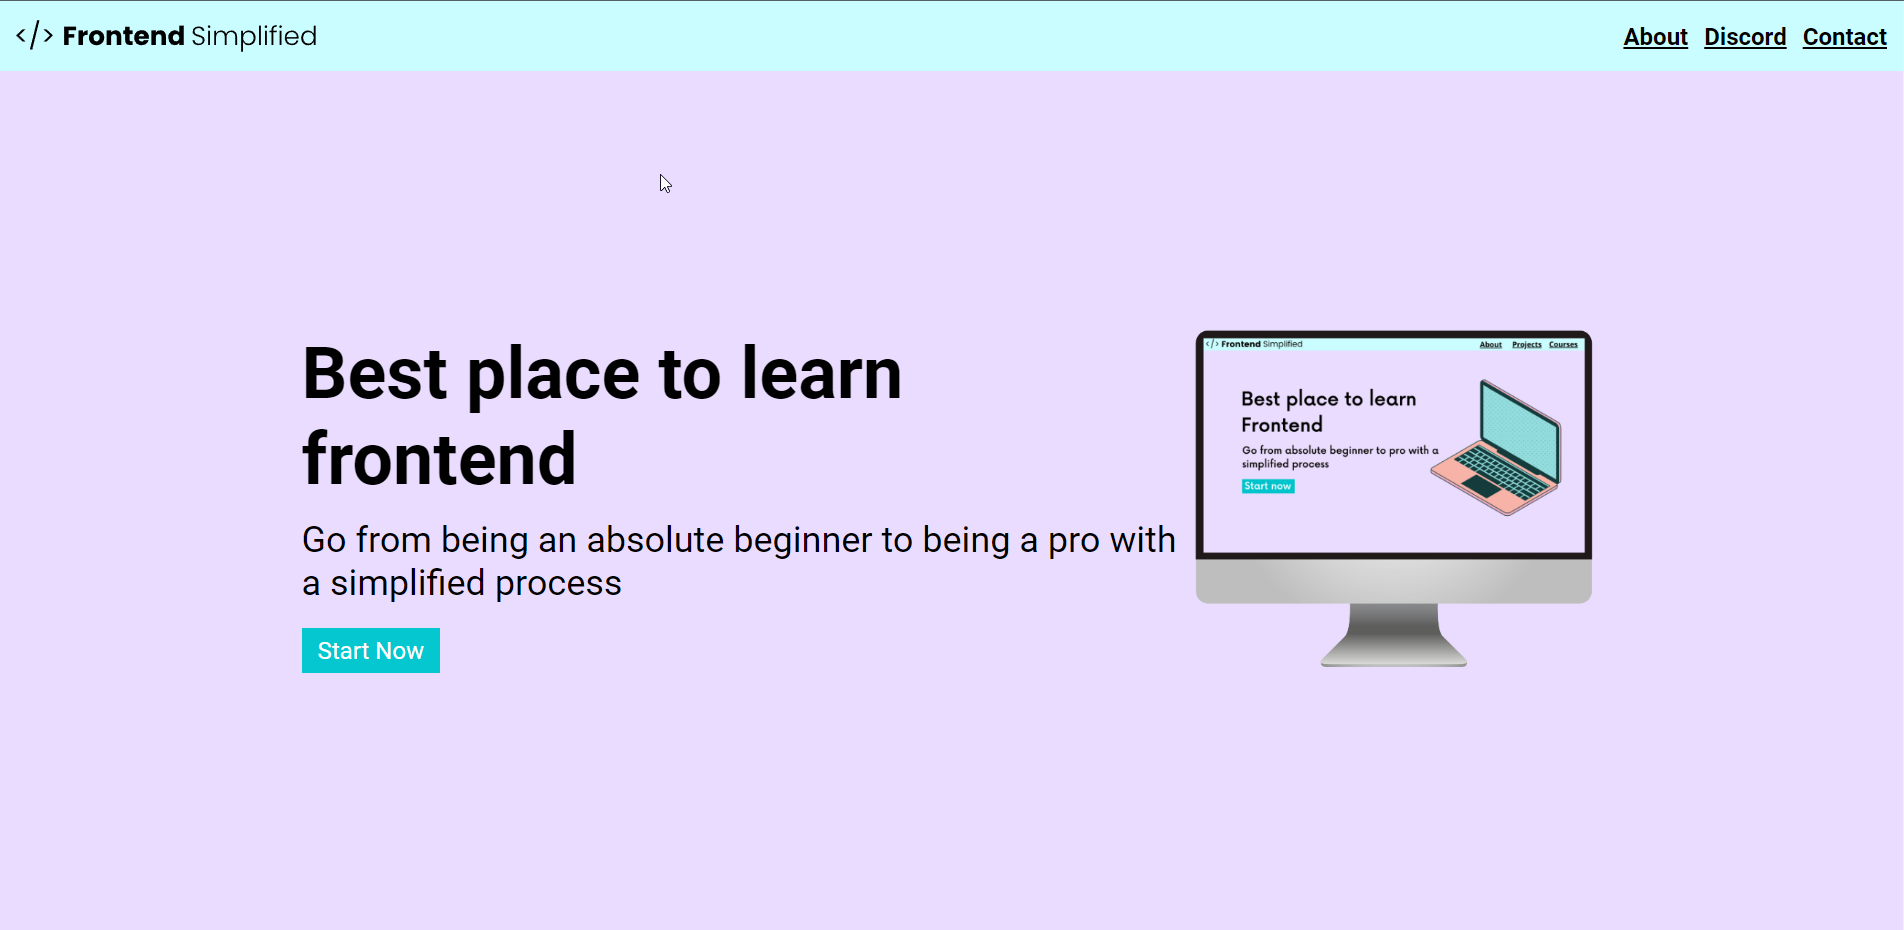 </> Frontend Simplified
About Discord Contact
Best place to learn
frontend
Go from being an absolute beginner to being a pro with
a simplified process
Start Now
</> Frontend Simplified
About Projects Courses
Best place to learn
Frontend
Go from absolute beginner to pro with a
simplified process
Start now